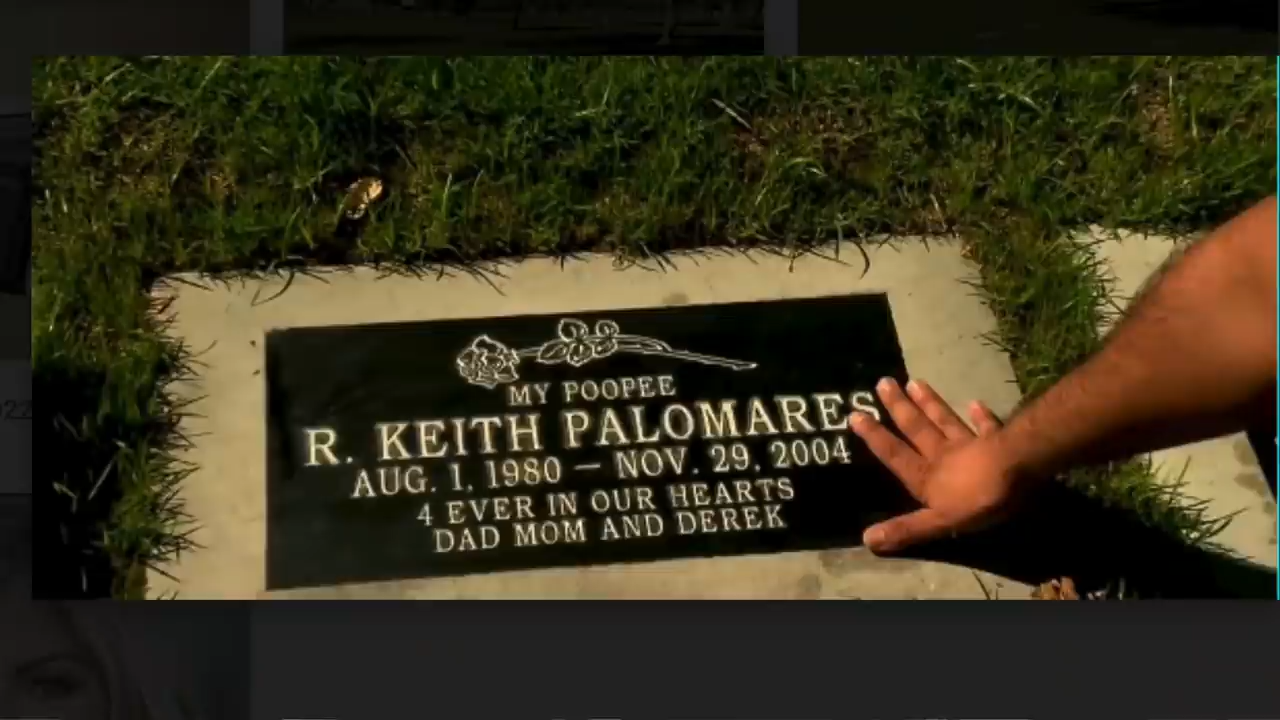 MY POOPEE
R. KEITH PALOMARES
AUG. 1, 1980 — NOV. 29, 2004
4 EVER IN OUR HEARTS
DAD MOM AND DEREK